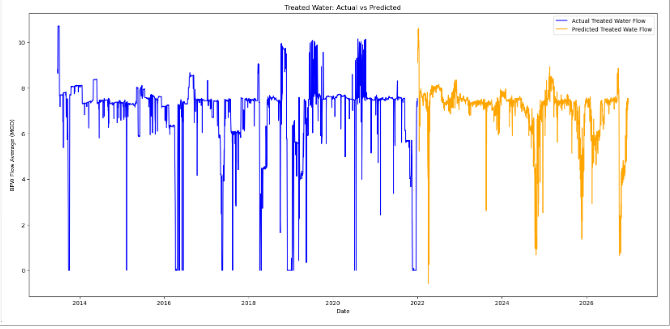 Treated Water: Actual vs Predicted
Actual Treated Water Flow
Predicted Treated Wate Flow
BPW Flow Average (MGD)
10
8
6
4
2
0
2014
2016
2018
2020
2022
2024
2026
Date